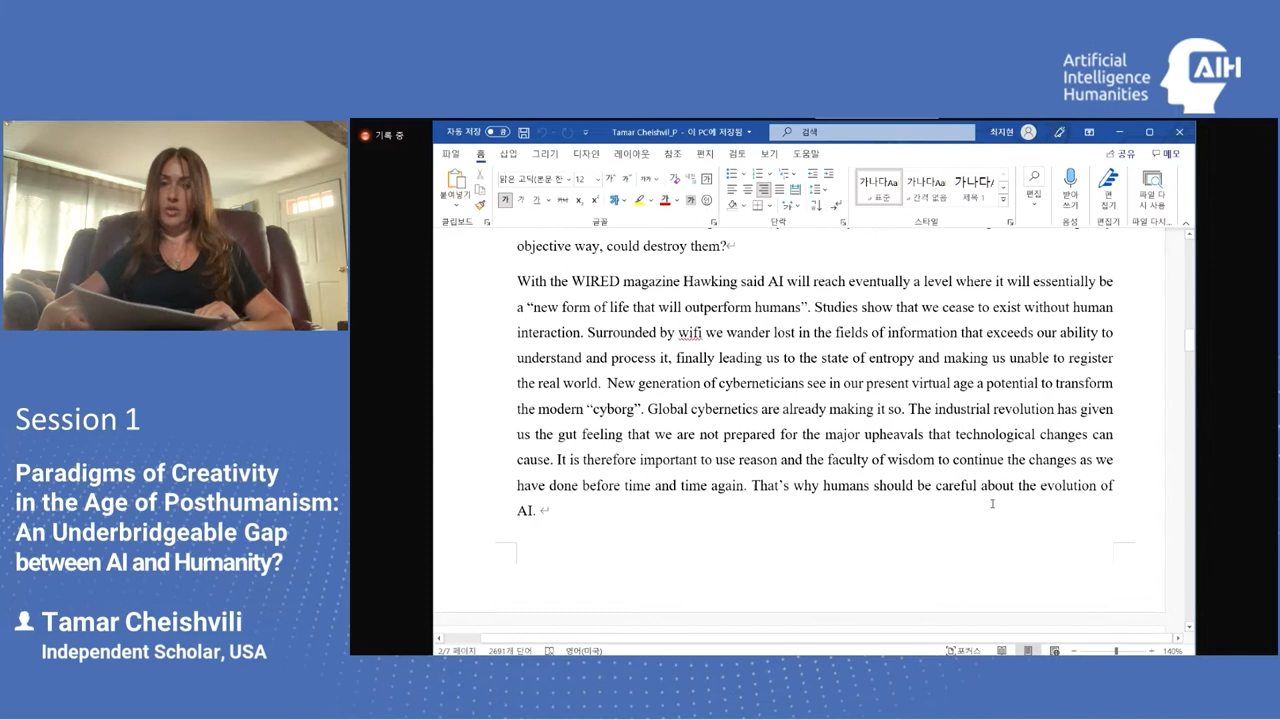 Artificial
Intelligence
Humanities
AIH
기록 중
자동 저장
Tamar Cheishvil_P - 이 PC에 저장됨
검색
최지현
파일 홈 삽입 그리기 디자인 레이아웃 참조 편지 검토 보기 도움말
공유 메모
붙여넣기
맑은 고딕(본문 한
12
가나다Aa
가나다Aa
가나다/
표준
간격 없음
제목 1
편집
받아
쓰기
편
집기
파일 다
시 사용
클립보드
글꼴
단락
스타일
음성
편집기
파일 다시...
objective way, could destroy them?
With the WIRED magazine Hawking said AI will reach eventually a level where it will essentially be
a “new form of life that will outperform humans”. Studies show that we cease to exist without human
interaction. Surrounded by wifi we wander lost in the fields of information that exceeds our ability to
understand and process it, finally leading us to the state of entropy and making us unable to register
the real world. New generation of cyberneticians see in our present virtual age a potential to transform
the modern “cyborg”. Global cybernetics are already making it so. The industrial revolution has given
us the gut feeling that we are not prepared for the major upheavals that technological changes can
cause. It is therefore important to use reason and the faculty of wisdom to continue the changes as we
have done before time and time again. That’s why humans should be careful about the evolution of
AI.
2/7 페이지 2691개 단어 영어(미국)
포커스
140%
Session 1
Paradigms of Creativity
in the Age of Posthumanism:
An Underbridgeable Gap
between AI and Humanity?
Tamar Cheishvili
Independent Scholar, USA